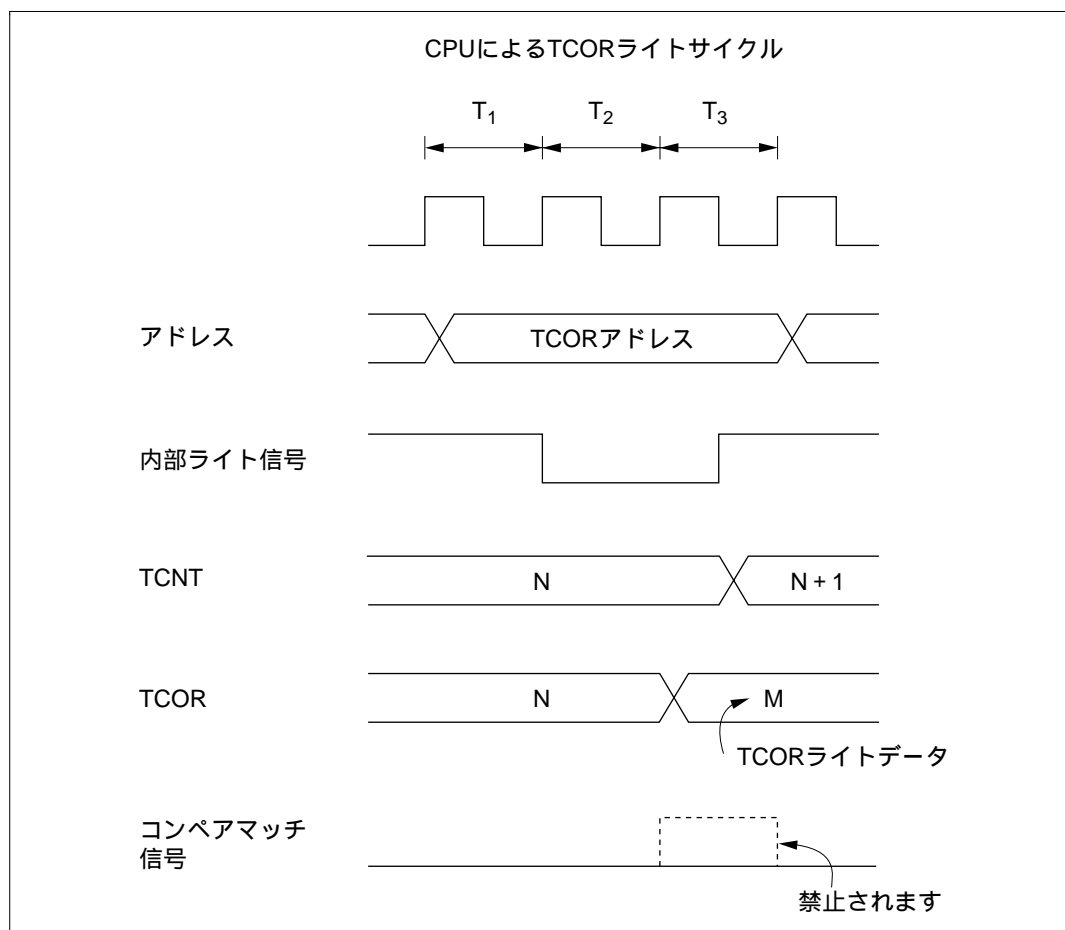 CPUによるTCORライトサイクル
T1 T2 T3
アドレス
TCORアドレス
内部ライト信号
TCNT
N
N + 1
TCOR
N
M
TCORライトデータ
コンペアマッチ
信号
禁止されます